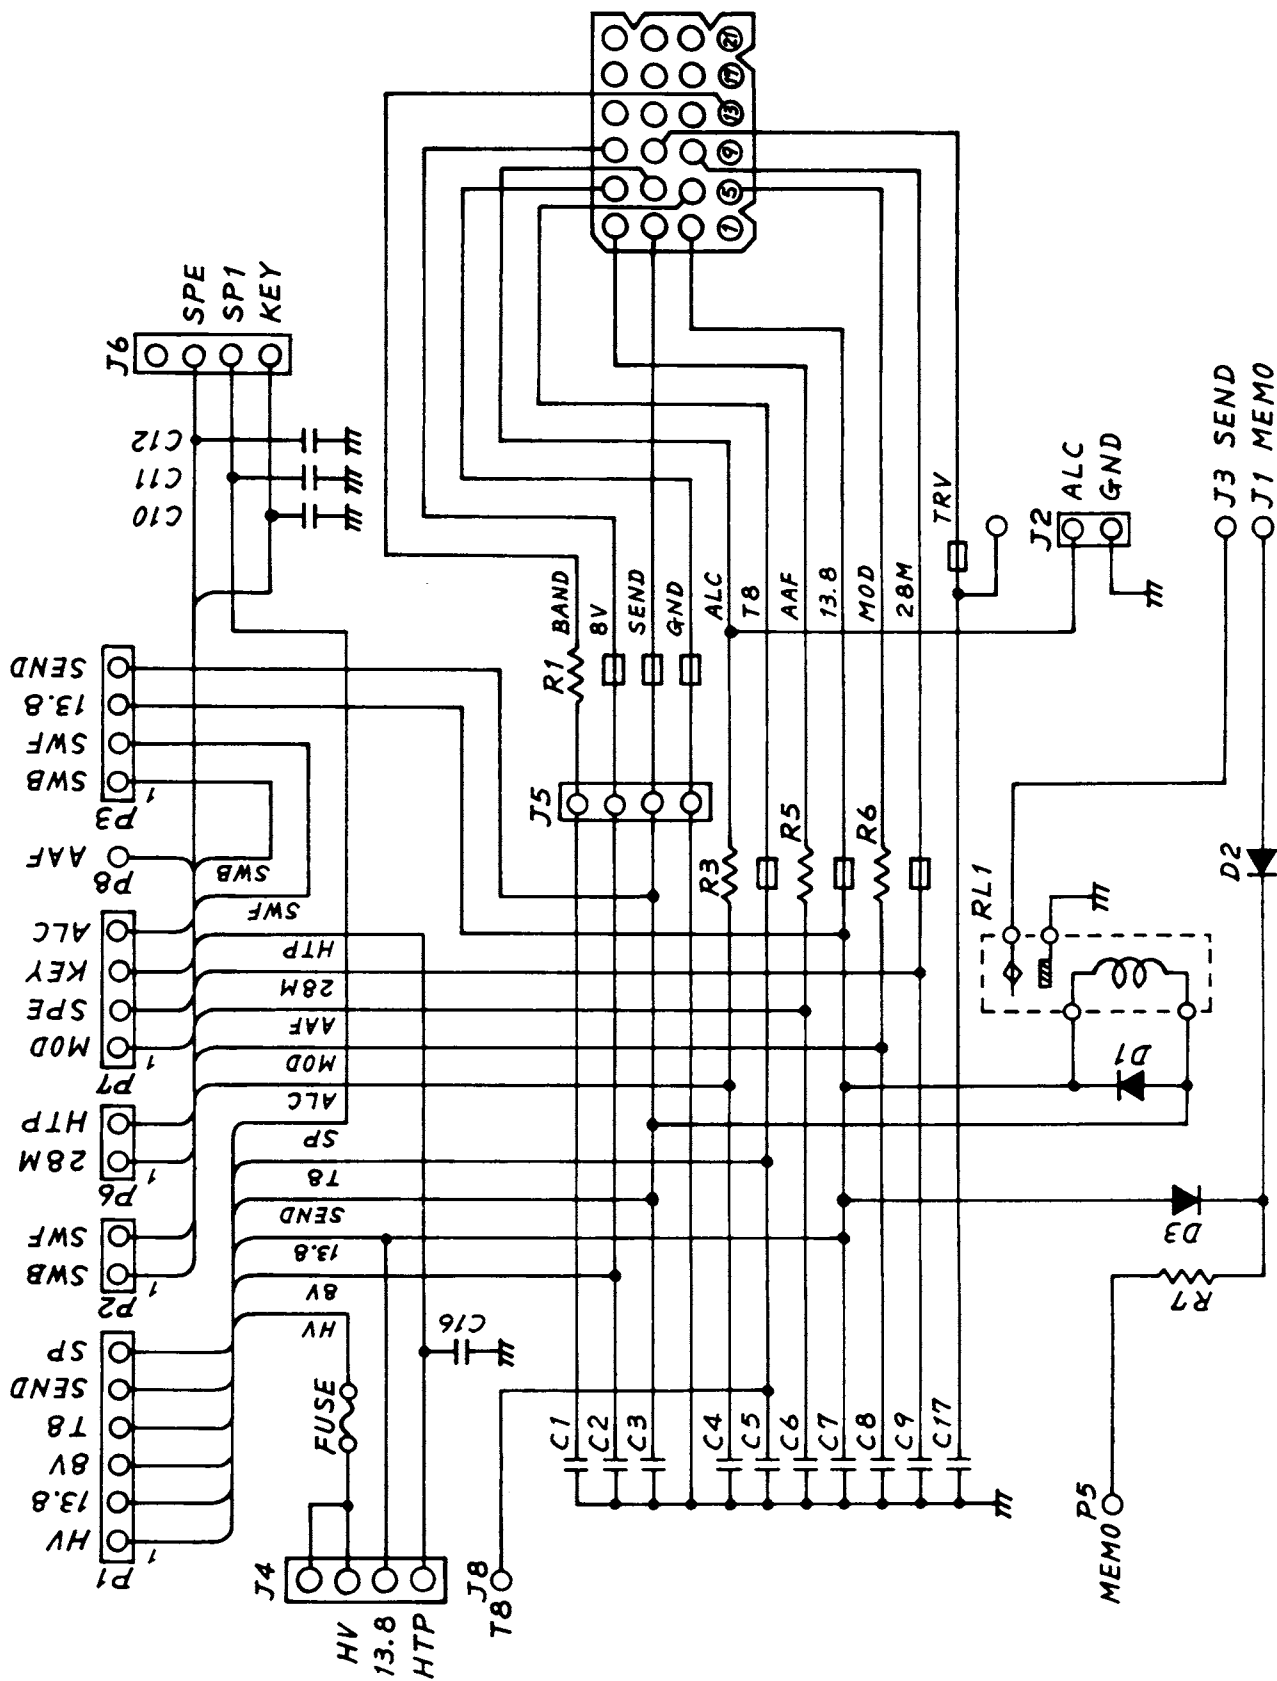 21
17
13
9
5
1
J6
SPE
SP1
KEY
C12
C11
C10
SEND
13.8
SWF
SWB
1
P3
AAF
P8
ALC
KEY
SPE
MOD
1
P7
HTP
28M
1
P6
SWF
SWB
1
P2
SP
SEND
T8
8V
13.8
HV
1
P1
SWB
SWF
HTP
28M
AAF
MOD
ALC
SP
T8
SEND
13.8
8V
HV
BAND
8V
SEND
GND
ALC
T8
AAF
13.8
MOD
28M
TRV
R1
J5
R3
R5
R6
J2
ALC
GND
J3 SEND
J1 MEMO
RL1
D2
D1
D3
R7
C16
FUSE
C1
C2
C3
C4
C5
C6
C7
C8
C9
C17
J4
HV
13.8
HTP
J8
T8
P5
MEMO